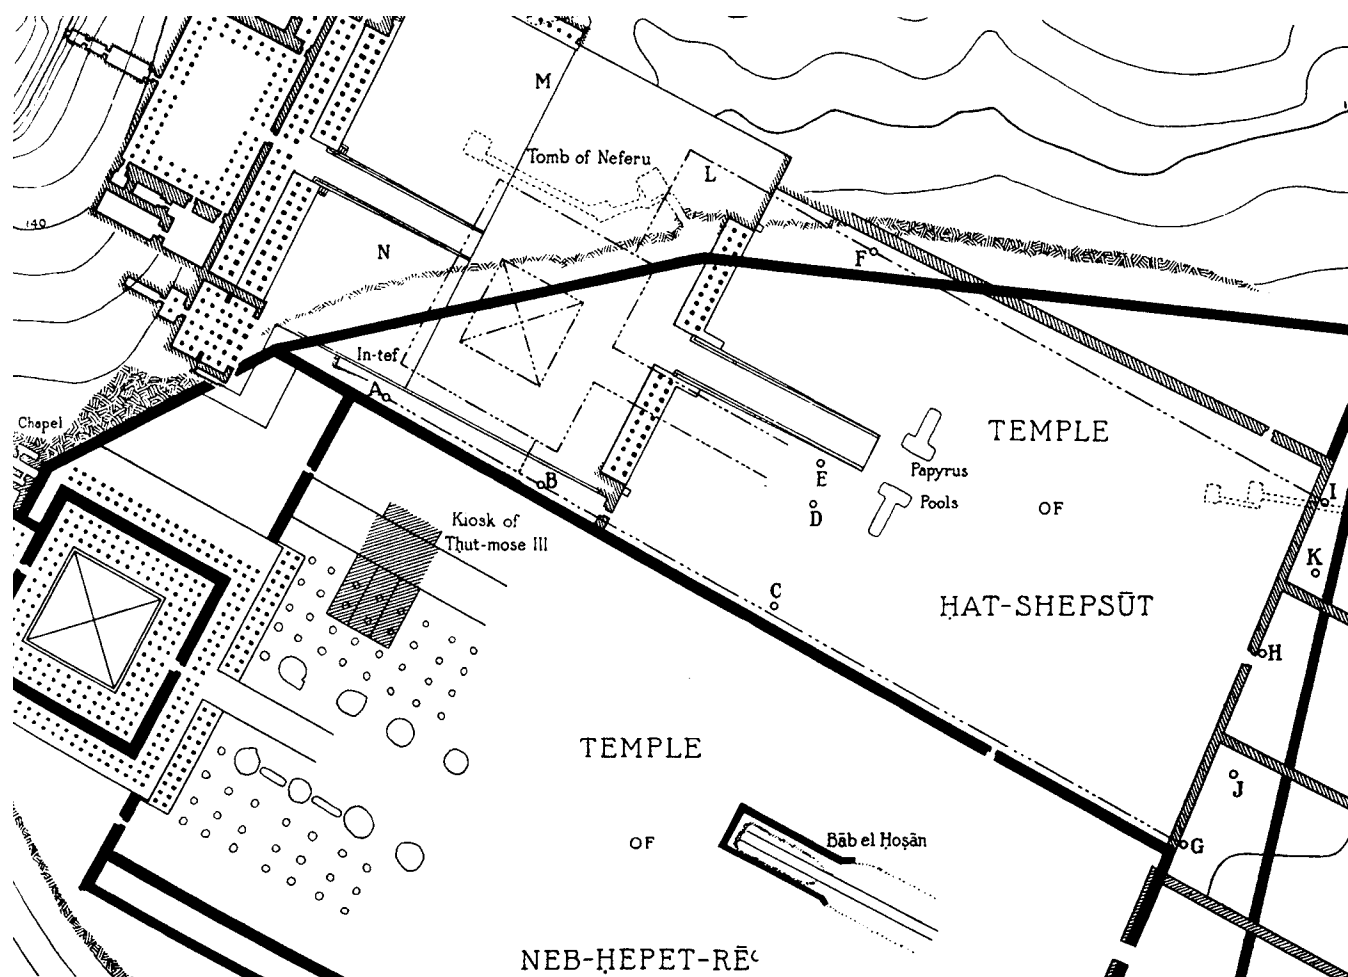 M
Tomb of Neferu
L
140
N
F
In-tef
A
Chapel
TEMPLE
Papyrus
E
B
Pools
I
D
OF
Kiosk of
Thut-mose III
K
C
ḤAT-SHEPSŪT
H
TEMPLE
J
Bāb el Ḥoṣān
OF
G
NEB-ḤEPET-RĒʿ